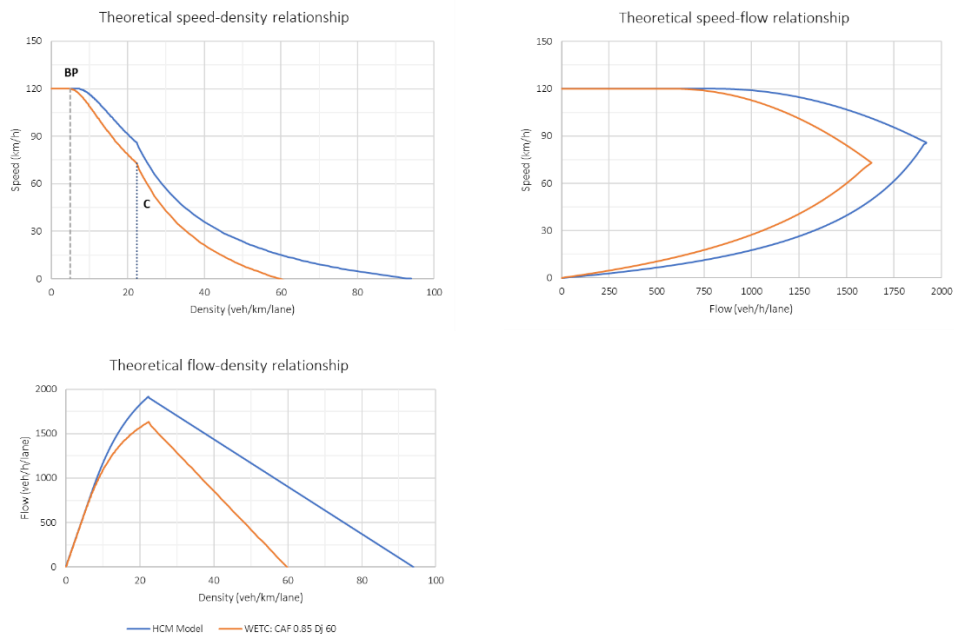 Theoretical speed-density relationship
150
120
90
60
30
0
Speed (km/h)
BP
C
0 20 40 60 80 100
Density (veh/km/lane)
Theoretical speed-flow relationship
150
120
90
60
30
0
Speed (km/h)
0 250 500 750 1000 1250 1500 1750 2000
Flow (veh/h/lane)
Theoretical flow-density relationship
2000
1500
1000
500
0
Flow (veh/h/lane)
0 20 40 60 80 100
Density (veh/km/lane)
HCM Model WETC: CAF 0.85 Dj 60